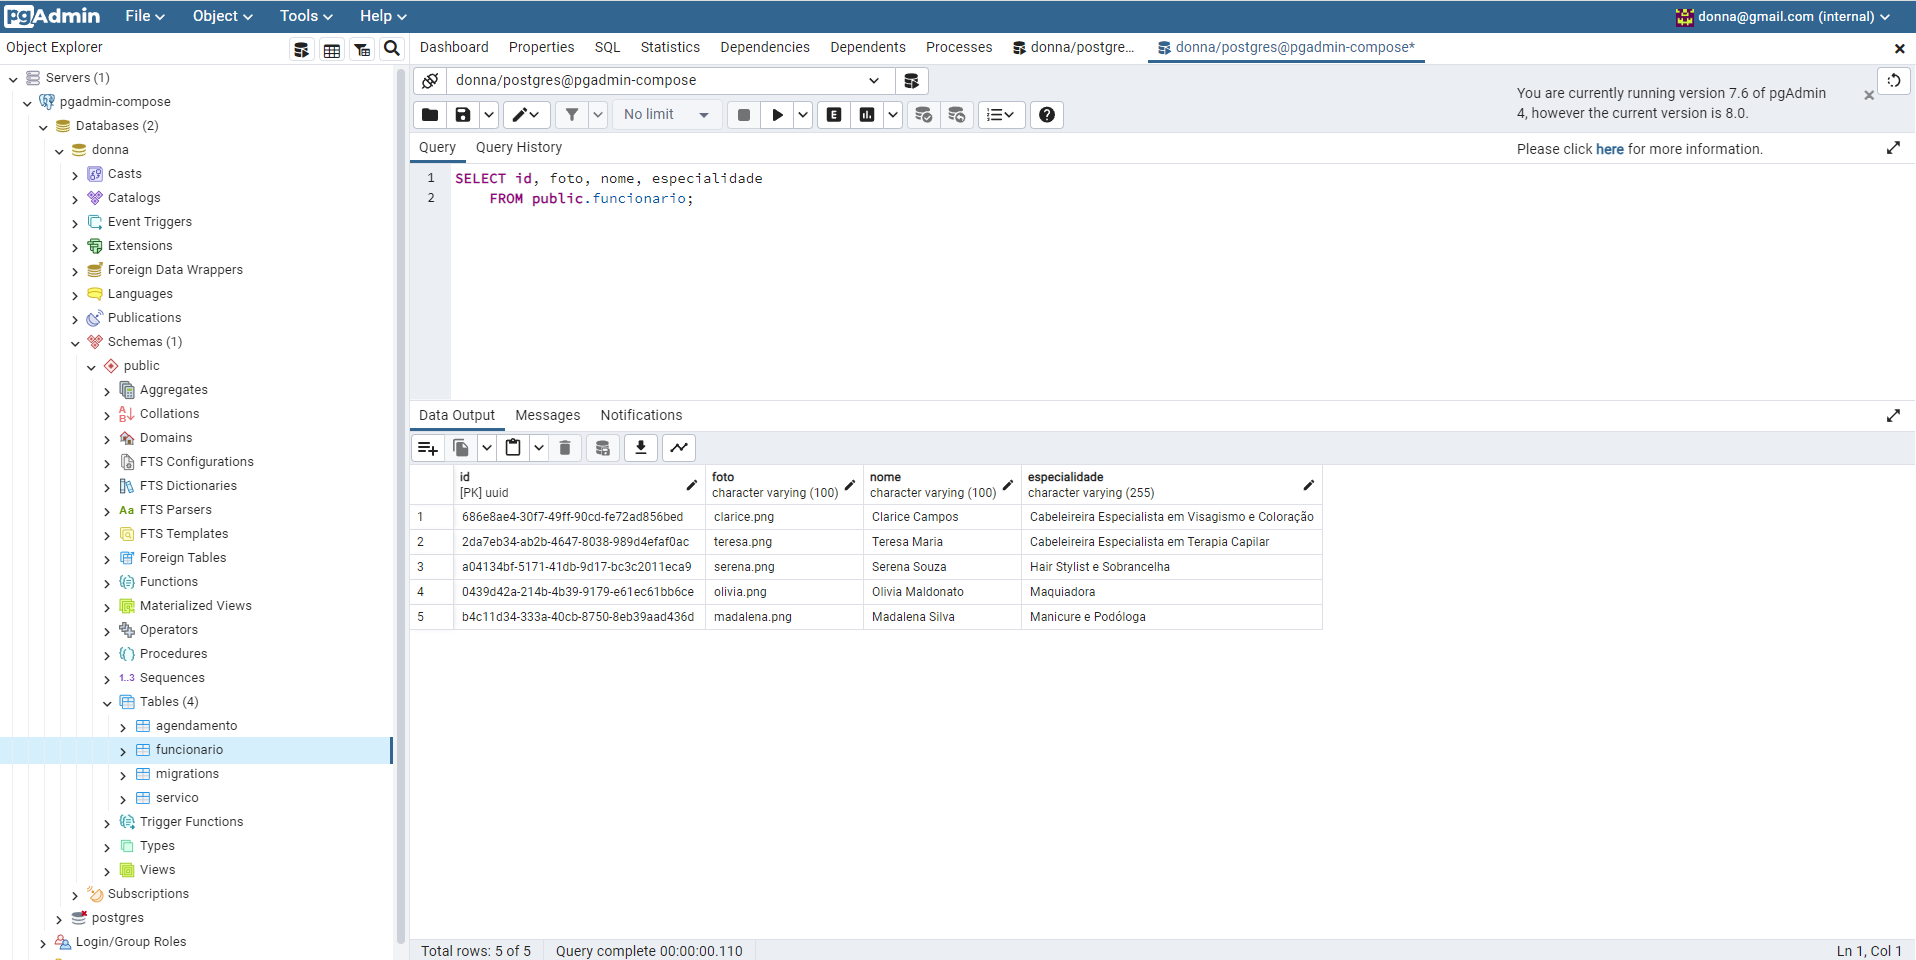 pgAdmin File Object Tools Help donna@gmail.com (internal)
Object Explorer
Dashboard Properties SQL Statistics Dependencies Dependents Processes donna/postgre... donna/postgres@pgadmin-compose*
Servers (1)
pgadmin-compose
Databases (2)
donna
Casts
Catalogs
Event Triggers
Extensions
Foreign Data Wrappers
Languages
Publications
Schemas (1)
public
Aggregates
Collations
Domains
FTS Configurations
FTS Dictionaries
FTS Parsers
FTS Templates
Foreign Tables
Functions
Materialized Views
Operators
Procedures
1..3 Sequences
Tables (4)
agendamento
funcionario
migrations
servico
Trigger Functions
Types
Views
Subscriptions
postgres
Login/Group Roles
donna/postgres@pgadmin-compose
No limit
E
You are currently running version 7.6 of pgAdmin
4, however the current version is 8.0.
Please click here for more information.
Query Query History
1 SELECT id, foto, nome, especialidade
2 FROM public.funcionario;
Data Output Messages Notifications
id foto nome especialidade
[PK] uuid character varying (100) character varying (100) character varying (255)
1 686e8ae4-30f7-49ff-90cd-fe72ad856bed clarice.png Clarice Campos Cabeleireira Especialista em Visagismo e Coloração
2 2da7eb34-ab2b-4647-8038-989d4efaf0ac teresa.png Teresa Maria Cabeleireira Especialista em Terapia Capilar
3 a04134bf-5171-41db-9d17-bc3c2011eca9 serena.png Serena Souza Hair Stylist e Sobrancelha
4 0439d42a-214b-4b39-9179-e61ec61bb6ce olivia.png Olivia Maldonato Maquiadora
5 b4c11d34-333a-40cb-8750-8eb39aad436d madalena.png Madalena Silva Manicure e Podóloga
Total rows: 5 of 5 Query complete 00:00:00.110 Ln 1, Col 1